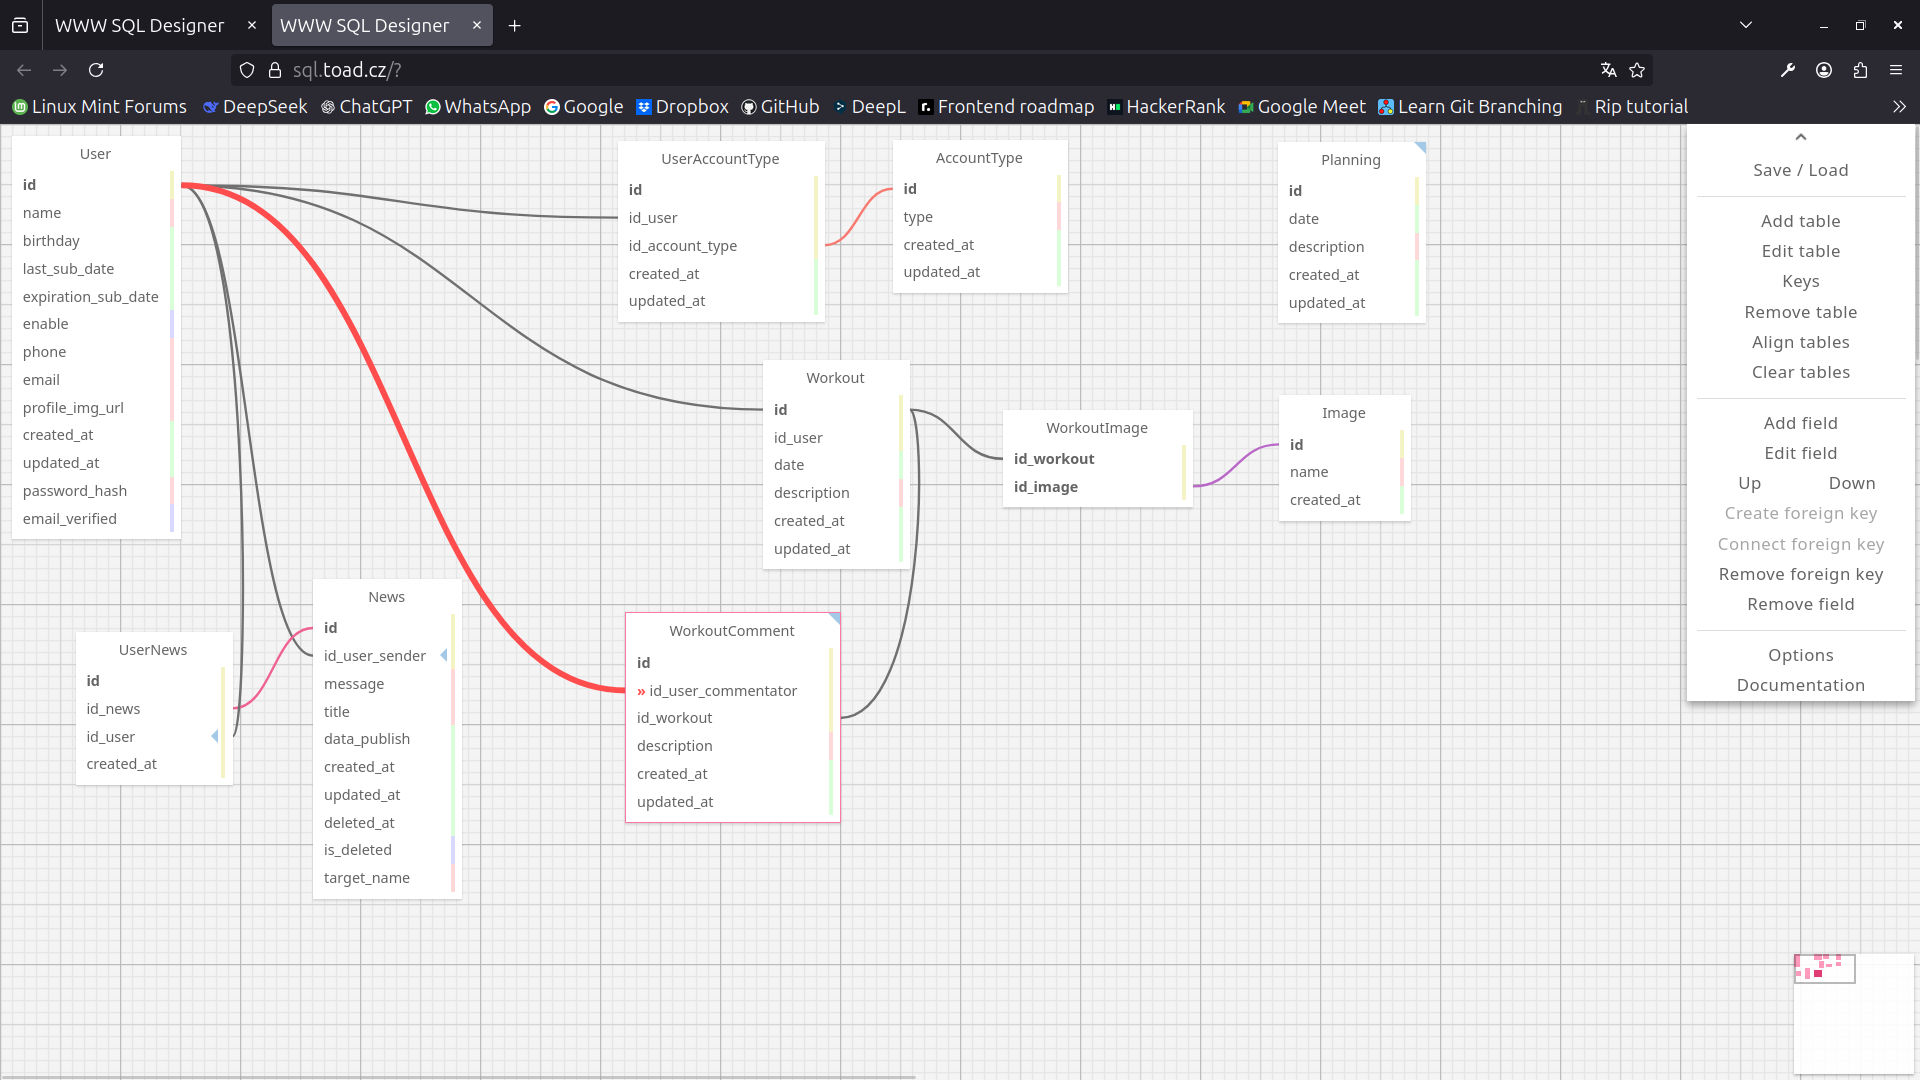 WWW SQL Designer
WWW SQL Designer
sql.toad.cz/?
Linux Mint Forums DeepSeek ChatGPT WhatsApp Google Dropbox GitHub DeepL Frontend roadmap HackerRank Google Meet Learn Git Branching Rip tutorial
User
id
name
birthday
last_sub_date
expiration_sub_date
enable
phone
email
profile_img_url
created_at
updated_at
password_hash
email_verified
UserAccountType
id
id_user
id_account_type
created_at
updated_at
AccountType
id
type
created_at
updated_at
Planning
id
date
description
created_at
updated_at
Workout
id
id_user
date
description
created_at
updated_at
WorkoutImage
id_workout
id_image
Image
id
name
created_at
UserNews
id
id_news
id_user
created_at
News
id
id_user_sender
message
title
data_publish
created_at
updated_at
deleted_at
is_deleted
target_name
WorkoutComment
id
» id_user_commentator
id_workout
description
created_at
updated_at
Save / Load
Add table
Edit table
Keys
Remove table
Align tables
Clear tables
Add field
Edit field
Up Down
Create foreign key
Connect foreign key
Remove foreign key
Remove field
Options
Documentation